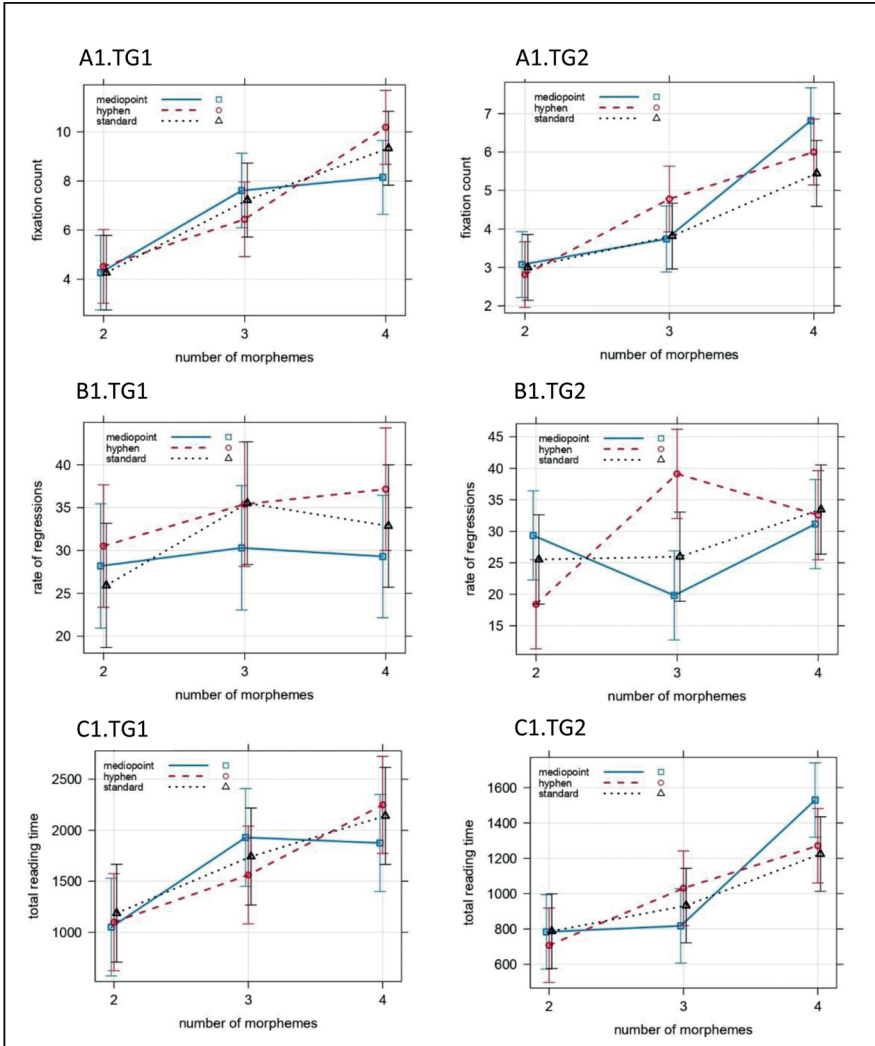 A1.TG1
mediopoint
hyphen
standard
10
8
6
4
fixation count
2 3 4
number of morphemes
A1.TG2
mediopoint
hyphen
standard
7
6
5
4
3
2
fixation count
2 3 4
number of morphemes
B1.TG1
mediopoint
hyphen
standard
40
35
30
25
20
rate of regressions
2 3 4
number of morphemes
B1.TG2
mediopoint
hyphen
standard
45
40
35
30
25
20
15
rate of regressions
2 3 4
number of morphemes
C1.TG1
mediopoint
hyphen
standard
2500
2000
1500
1000
total reading time
2 3 4
number of morphemes
C1.TG2
mediopoint
hyphen
standard
1600
1400
1200
1000
800
600
total reading time
2 3 4
number of morphemes